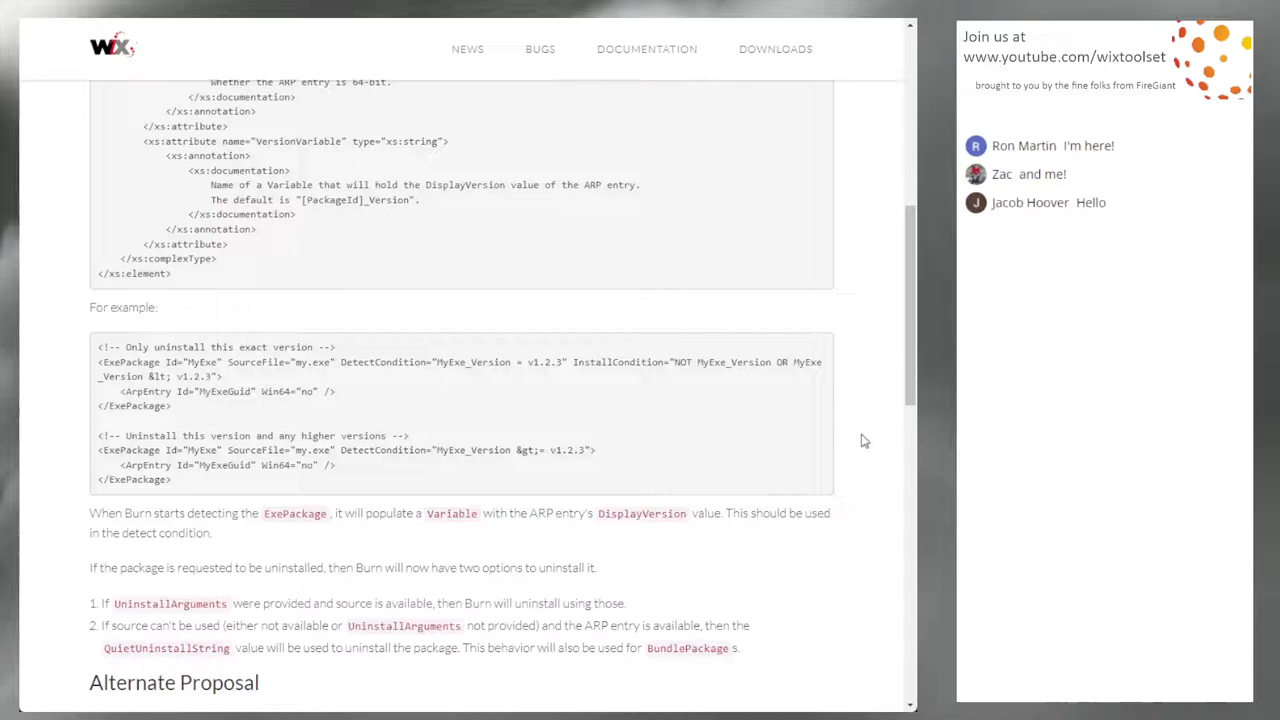 WiX
NEWS BUGS DOCUMENTATION DOWNLOADS
Whether the ARP entry is 64-bit.
</xs:documentation>
</xs:annotation>
</xs:attribute>
<xs:attribute name="VersionVariable" type="xs:string">
<xs:annotation>
<xs:documentation>
Name of a Variable that will hold the DisplayVersion value of the ARP entry.
The default is "[PackageId]_Version".
</xs:documentation>
</xs:annotation>
</xs:attribute>
</xs:complexType>
</xs:element>
For example:
<!-- Only uninstall this exact version -->
<ExePackage Id="MyExe" SourceFile="my.exe" DetectCondition="MyExe_Version = v1.2.3" InstallCondition="NOT MyExe_Version OR MyExe
_Version &lt; v1.2.3">
<ArpEntry Id="MyExeGuid" Win64="no" />
</ExePackage>
<!-- Uninstall this version and any higher versions -->
<ExePackage Id="MyExe" SourceFile="my.exe" DetectCondition="MyExe_Version &gt;= v1.2.3">
<ArpEntry Id="MyExeGuid" Win64="no" />
</ExePackage>
When Burn starts detecting the ExePackage, it will populate a Variable with the ARP entry's DisplayVersion value. This should be used
in the detect condition.
If the package is requested to be uninstalled, then Burn will now have two options to uninstall it.
1. If UninstallArguments were provided and source is available, then Burn will uninstall using those.
2. If source can't be used (either not available or UninstallArguments not provided) and the ARP entry is available, then the
QuietUninstallString value will be used to uninstall the package. This behavior will also be used for BundlePackages.
Alternate Proposal
Join us at
www.youtube.com/wixtoolset
brought to you by the fine folks from FireGiant
R Ron Martin I'm here!
Zac and me!
J Jacob Hoover Hello